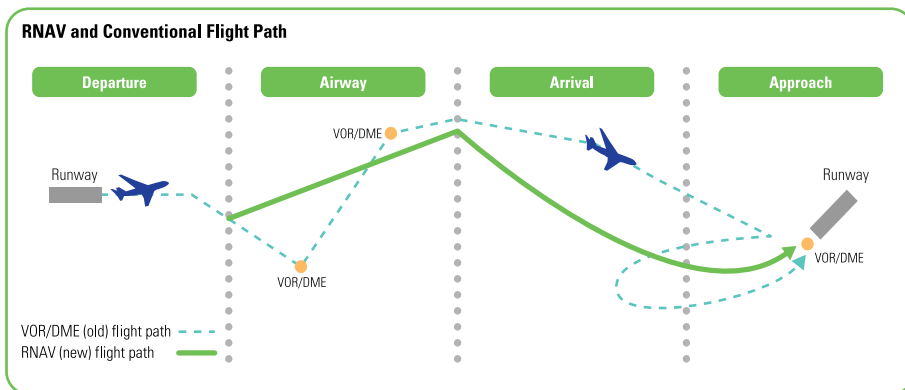 RNAV and Conventional Flight Path
Departure
Airway
Arrival
Approach
VOR/DME
Runway
Runway
VOR/DME
VOR/DME
VOR/DME (old) flight path
RNAV (new) flight path